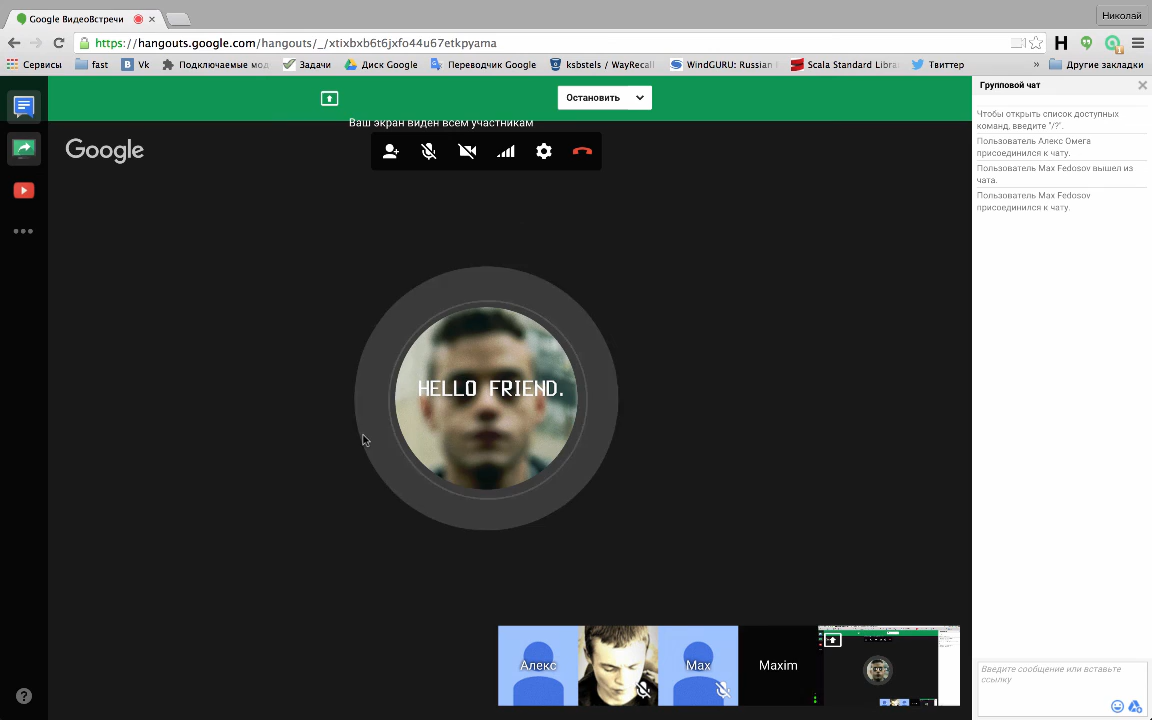 Google ВидеоВстречи
Николай
https://hangouts.google.com/hangouts/_/xtixbxb6t6jxfo44u67etkpyama
Сервисы
fast
Vk
Подключаемые мод
Задачи
Диск Google
Переводчик Google
ksbstels / WayRecall
WindGURU: Russian
Scala Standard Libra
Твиттер
»
Другие закладки
Остановить
Ваш экран виден всем участникам
Google
HELLO FRIEND.
Алекс
Max
Maxim
Групповой чат
Чтобы открыть список доступных
команд, введите "/?".
Пользователь Алекс Омега
присоединился к чату.
Пользователь Max Fedosov вышел из
чата.
Пользователь Max Fedosov
присоединился к чату.
Введите сообщение или вставьте
ссылку